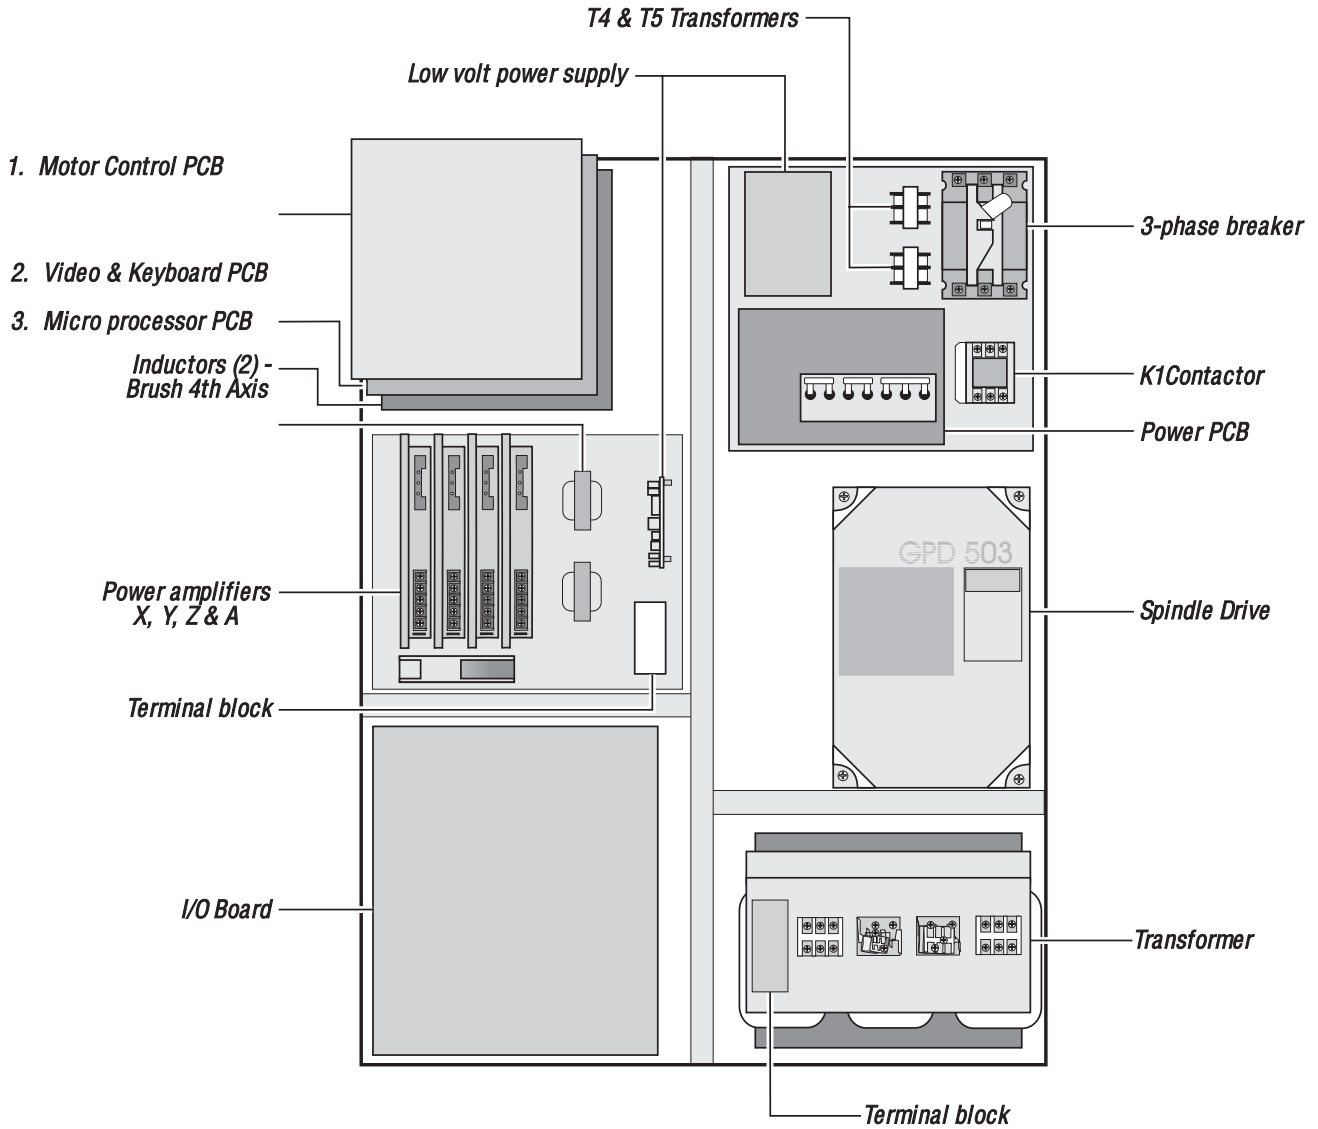 T4 & T5 Transformers
Low volt power supply
1. Motor Control PCB
3-phase breaker
2. Video & Keyboard PCB
3. Micro processor PCB
Inductors (2) -
Brush 4th Axis
K1Contactor
Power PCB
GPD 503
Power amplifiers
X, Y, Z & A
Spindle Drive
Terminal block
I/O Board
Transformer
Terminal block